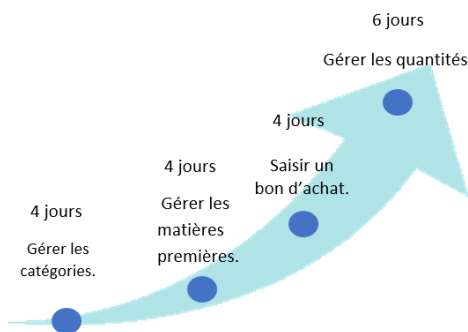 4 jours
Gérer les
catégories.
4 jours
Gérer les
matières
premières.
4 jours
Saisir un
bon d’achat.
6 jours
Gérer les quantités